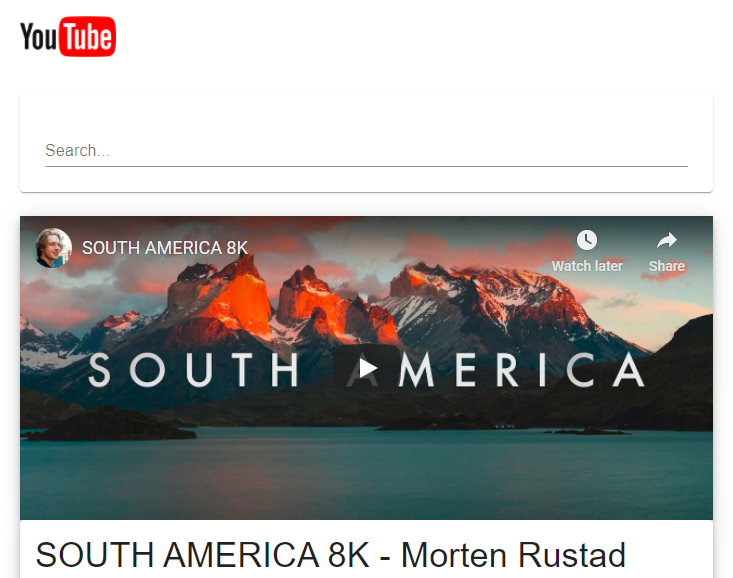 YouTube
Search...
SOUTH AMERICA 8K
Watch later
Share
SOUTH AMERICA
SOUTH AMERICA 8K - Morten Rustad